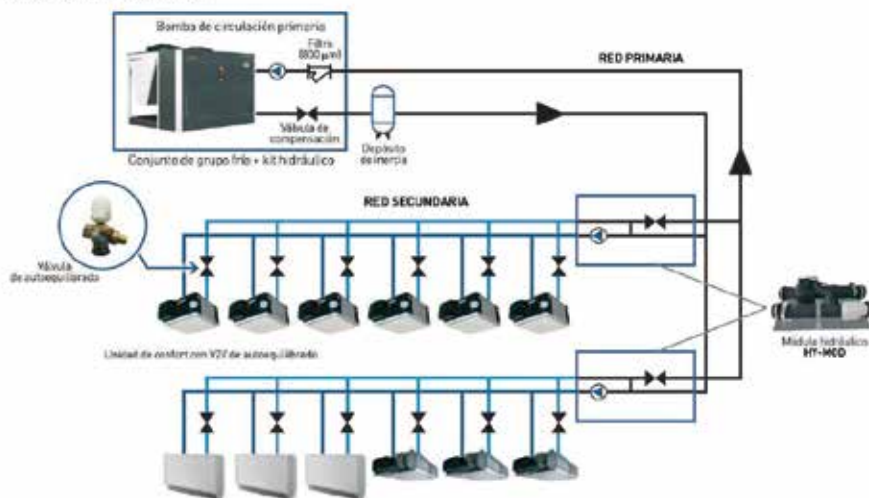 Bomba de circulación primaria
Filtro
(800 µm)
RED PRIMARIA
Válvula de
compensación
Depósito
de inercia
Conjunto de grupo frío + kit hidráulico
RED SECUNDARIA
Válvula
de autoequilibrado
Unidad de confort con V2V de autoequilibrado
Módulo hidráulico
HY-MOD